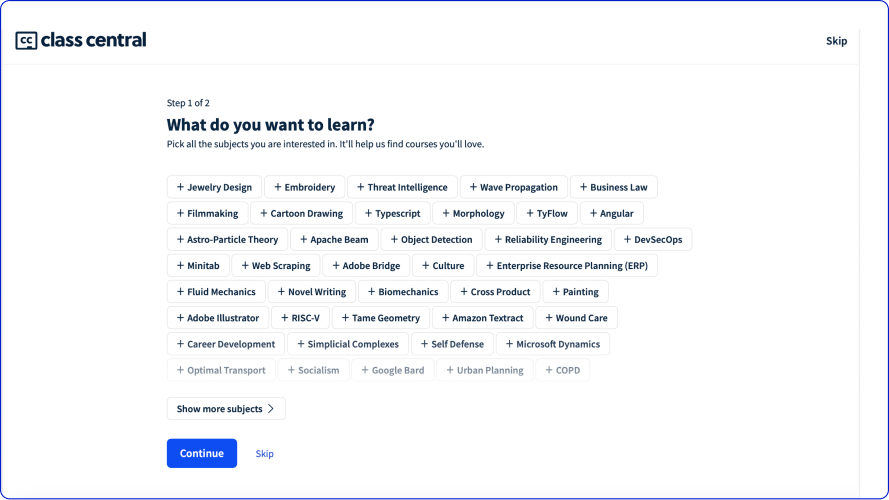 cc class central
Skip
Step 1 of 2
What do you want to learn?
Pick all the subjects you are interested in. It'll help us find courses you'll love.
+ Jewelry Design + Embroidery + Threat Intelligence + Wave Propagation + Business Law
+ Filmmaking + Cartoon Drawing + Typescript + Morphology + TyFlow + Angular
+ Astro-Particle Theory + Apache Beam + Object Detection + Reliability Engineering + DevSecOps
+ Minitab + Web Scraping + Adobe Bridge + Culture + Enterprise Resource Planning (ERP)
+ Fluid Mechanics + Novel Writing + Biomechanics + Cross Product + Painting
+ Adobe Illustrator + RISC-V + Tame Geometry + Amazon Textract + Wound Care
+ Career Development + Simplicial Complexes + Self Defense + Microsoft Dynamics
+ Optimal Transport + Socialism + Google Bard + Urban Planning + COPD
Show more subjects >
Continue Skip